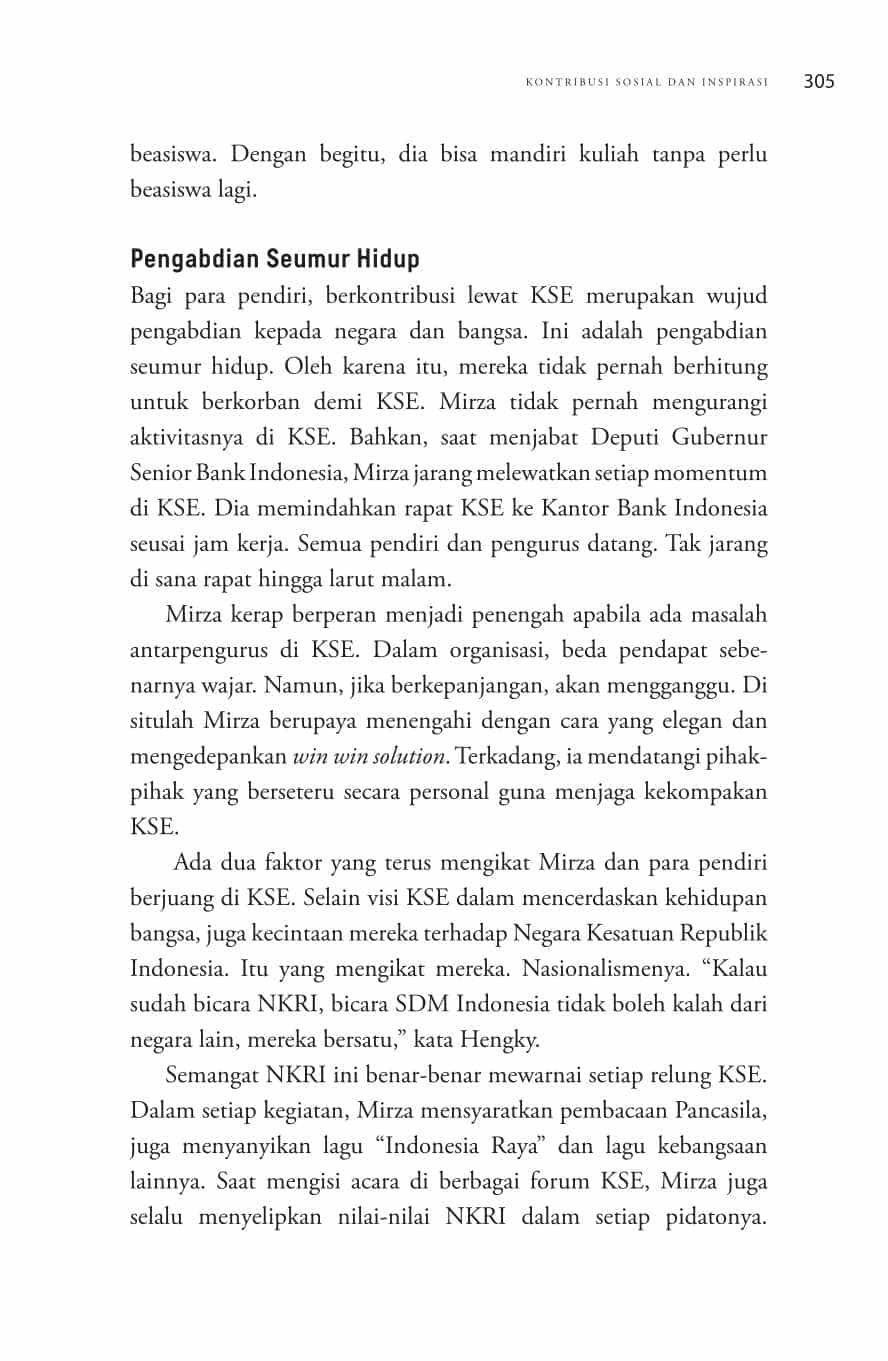 KONTRIBUSI SOSIAL DAN INSPIRASI 305
beasiswa. Dengan begitu, dia bisa mandiri kuliah tanpa perlu
beasiswa lagi.
Pengabdian Seumur Hidup
Bagi para pendiri, berkontribusi lewat KSE merupakan wujud
pengabdian kepada negara dan bangsa. Ini adalah pengabdian
seumur hidup. Oleh karena itu, mereka tidak pernah berhitung
untuk berkorban demi KSE. Mirza tidak pernah mengurangi
aktivitasnya di KSE. Bahkan, saat menjabat Deputi Gubernur
Senior Bank Indonesia, Mirza jarang melewatkan setiap momentum
di KSE. Dia memindahkan rapat KSE ke Kantor Bank Indonesia
seusai jam kerja. Semua pendiri dan pengurus datang. Tak jarang
di sana rapat hingga larut malam.
Mirza kerap berperan menjadi penengah apabila ada masalah
antarpengurus di KSE. Dalam organisasi, beda pendapat sebe-
narnya wajar. Namun, jika berkepanjangan, akan mengganggu. Di
situlah Mirza berupaya menengahi dengan cara yang elegan dan
mengedepankan win win solution. Terkadang, ia mendatangi pihak-
pihak yang berseteru secara personal guna menjaga kekompakan
KSE.
Ada dua faktor yang terus mengikat Mirza dan para pendiri
berjuang di KSE. Selain visi KSE dalam mencerdaskan kehidupan
bangsa, juga kecintaan mereka terhadap Negara Kesatuan Republik
Indonesia. Itu yang mengikat mereka. Nasionalismenya. “Kalau
sudah bicara NKRI, bicara SDM Indonesia tidak boleh kalah dari
negara lain, mereka bersatu,” kata Hengky.
Semangat NKRI ini benar-benar mewarnai setiap relung KSE.
Dalam setiap kegiatan, Mirza mensyaratkan pembacaan Pancasila,
juga menyanyikan lagu “Indonesia Raya” dan lagu kebangsaan
lainnya. Saat mengisi acara di berbagai forum KSE, Mirza juga
selalu menyelipkan nilai-nilai NKRI dalam setiap pidatonya.